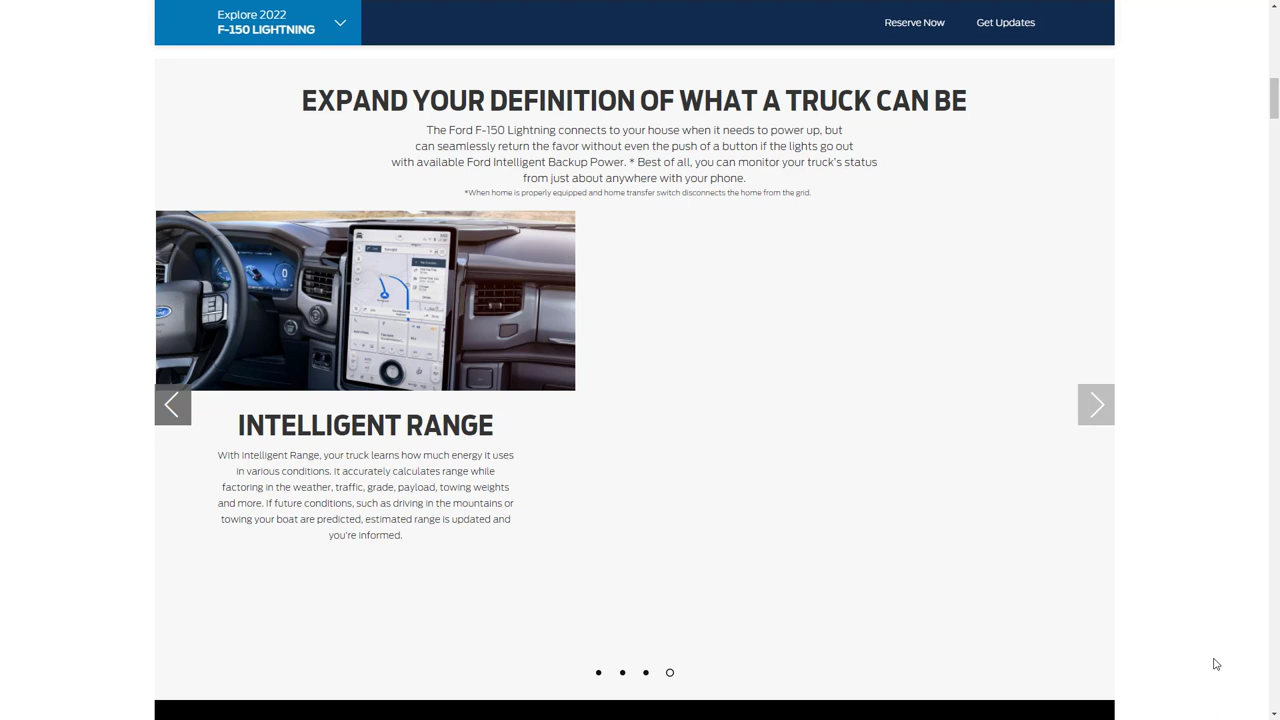 Explore 2022
F-150 LIGHTNING
Reserve Now
Get Updates
EXPAND YOUR DEFINITION OF WHAT A TRUCK CAN BE
The Ford F-150 Lightning connects to your house when it needs to power up, but
can seamlessly return the favor without even the push of a button if the lights go out
with available Ford Intelligent Backup Power. * Best of all, you can monitor your truck's status
from just about anywhere with your phone.
*When home is properly equipped and home transfer switch disconnects the home from the grid.
Ford
0
INTELLIGENT RANGE
With Intelligent Range, your truck learns how much energy it uses
in various conditions. It accurately calculates range while
factoring in the weather, traffic, grade, payload, towing weights
and more. If future conditions, such as driving in the mountains or
towing your boat are predicted, estimated range is updated and
you're informed.